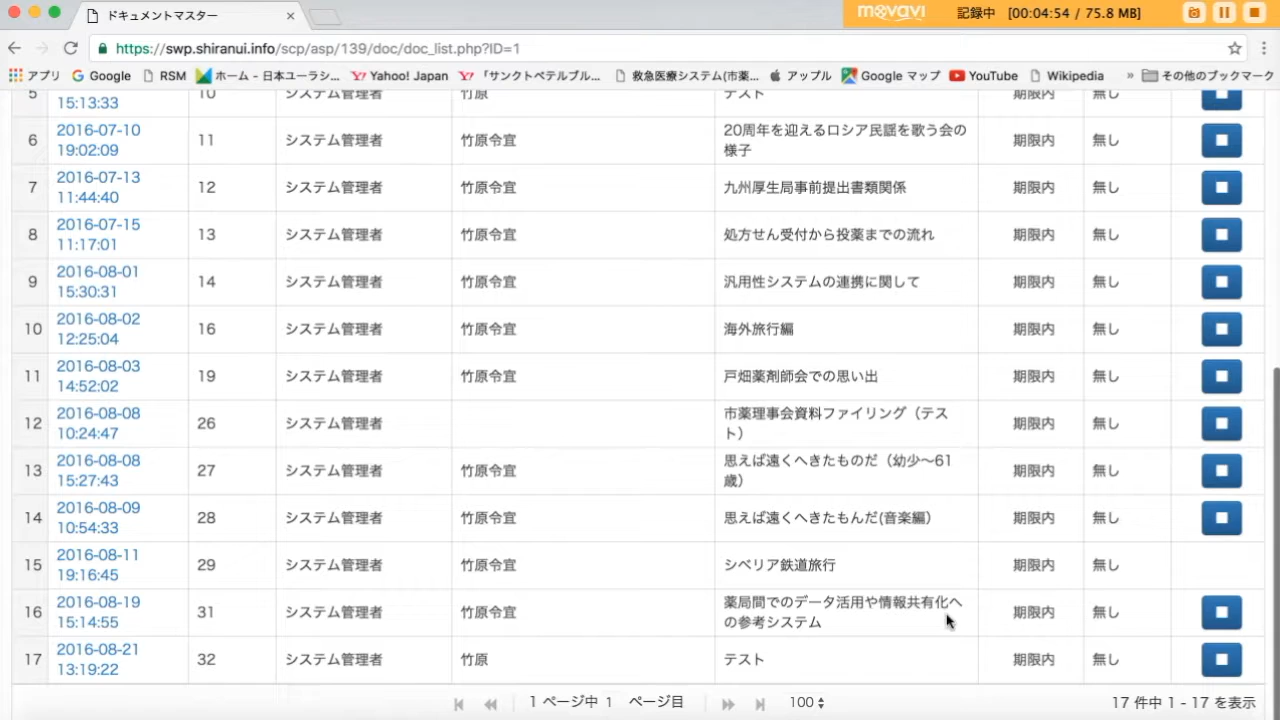 ドキュメントマスター
movavi 記録中 [00:04:54 / 75.8 MB]
https://swp.shiranui.info/scp/asp/139/doc/doc_list.php?ID=1
アプリ Google RSM ホーム - 日本ユーラシ... Yahoo! Japan 「サンクトペテルブル... 救急医療システム(市薬... アップル Google マップ YouTube Wikipedia » その他のブックマーク
5 15:13:33 10 システム管理者 竹原 テスト 期限内 無し
6 2016-07-10 11 システム管理者 竹原令宜 20周年を迎えるロシア民謡を歌う会の 期限内 無し
19:02:09 様子
7 2016-07-13 12 システム管理者 竹原令宜 九州厚生局事前提出書類関係 期限内 無し
11:44:40
8 2016-07-15 13 システム管理者 竹原令宜 処方せん受付から投薬までの流れ 期限内 無し
11:17:01
9 2016-08-01 14 システム管理者 竹原令宜 汎用性システムの連携に関して 期限内 無し
15:30:31
10 2016-08-02 16 システム管理者 竹原令宜 海外旅行編 期限内 無し
12:25:04
11 2016-08-03 19 システム管理者 竹原令宜 戸畑薬剤師会での思い出 期限内 無し
14:52:02
12 2016-08-08 26 システム管理者 市薬理事会資料ファイリング（テス 期限内 無し
10:24:47 ト）
13 2016-08-08 27 システム管理者 竹原令宜 思えば遠くへきたものだ（幼少〜61 期限内 無し
15:27:43 歳）
14 2016-08-09 28 システム管理者 竹原令宜 思えば遠くへきたもんだ(音楽編） 期限内 無し
10:54:33
15 2016-08-11 29 システム管理者 竹原 シベリア鉄道旅行 期限内 無し
19:16:45
16 2016-08-19 31 システム管理者 竹原令宜 薬局間でのデータ活用や情報共有化へ 期限内 無し
15:14:55 の参考システム
17 2016-08-21 32 システム管理者 竹原 テスト 期限内 無し
13:19:22
1 ページ中 1 ページ目 100 17 件中 1 - 17 を表示